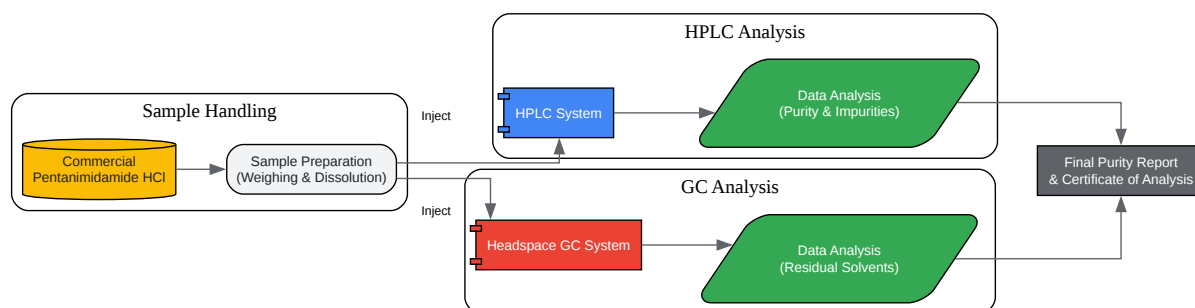 Sample Handling
Commercial
Pentanimidamide HCl
Sample Preparation
(Weighing & Dissolution)
Inject
Inject
HPLC Analysis
HPLC System
Data Analysis
(Purity & Impurities)
GC Analysis
Headspace GC System
Data Analysis
(Residual Solvents)
Final Purity Report
& Certificate of Analysis